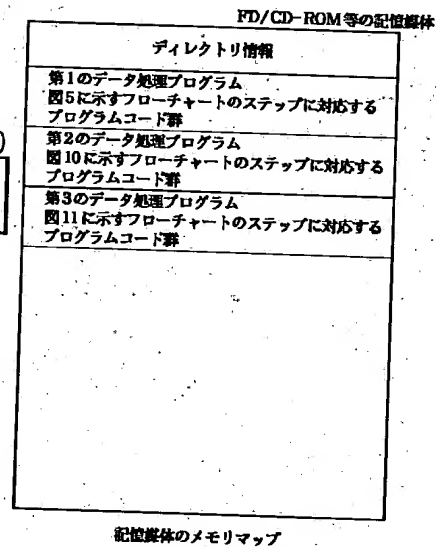 FD/CD-ROM等の記憶媒体
ディレクトリ情報
第1のデータ処理プログラム
図5に示すフローチャートのステップに対応する
プログラムコード群
第2のデータ処理プログラム
図10に示すフローチャートのステップに対応する
プログラムコード群
第3のデータ処理プログラム
図11に示すフローチャートのステップに対応する
プログラムコード群
記憶媒体のメモリマップ